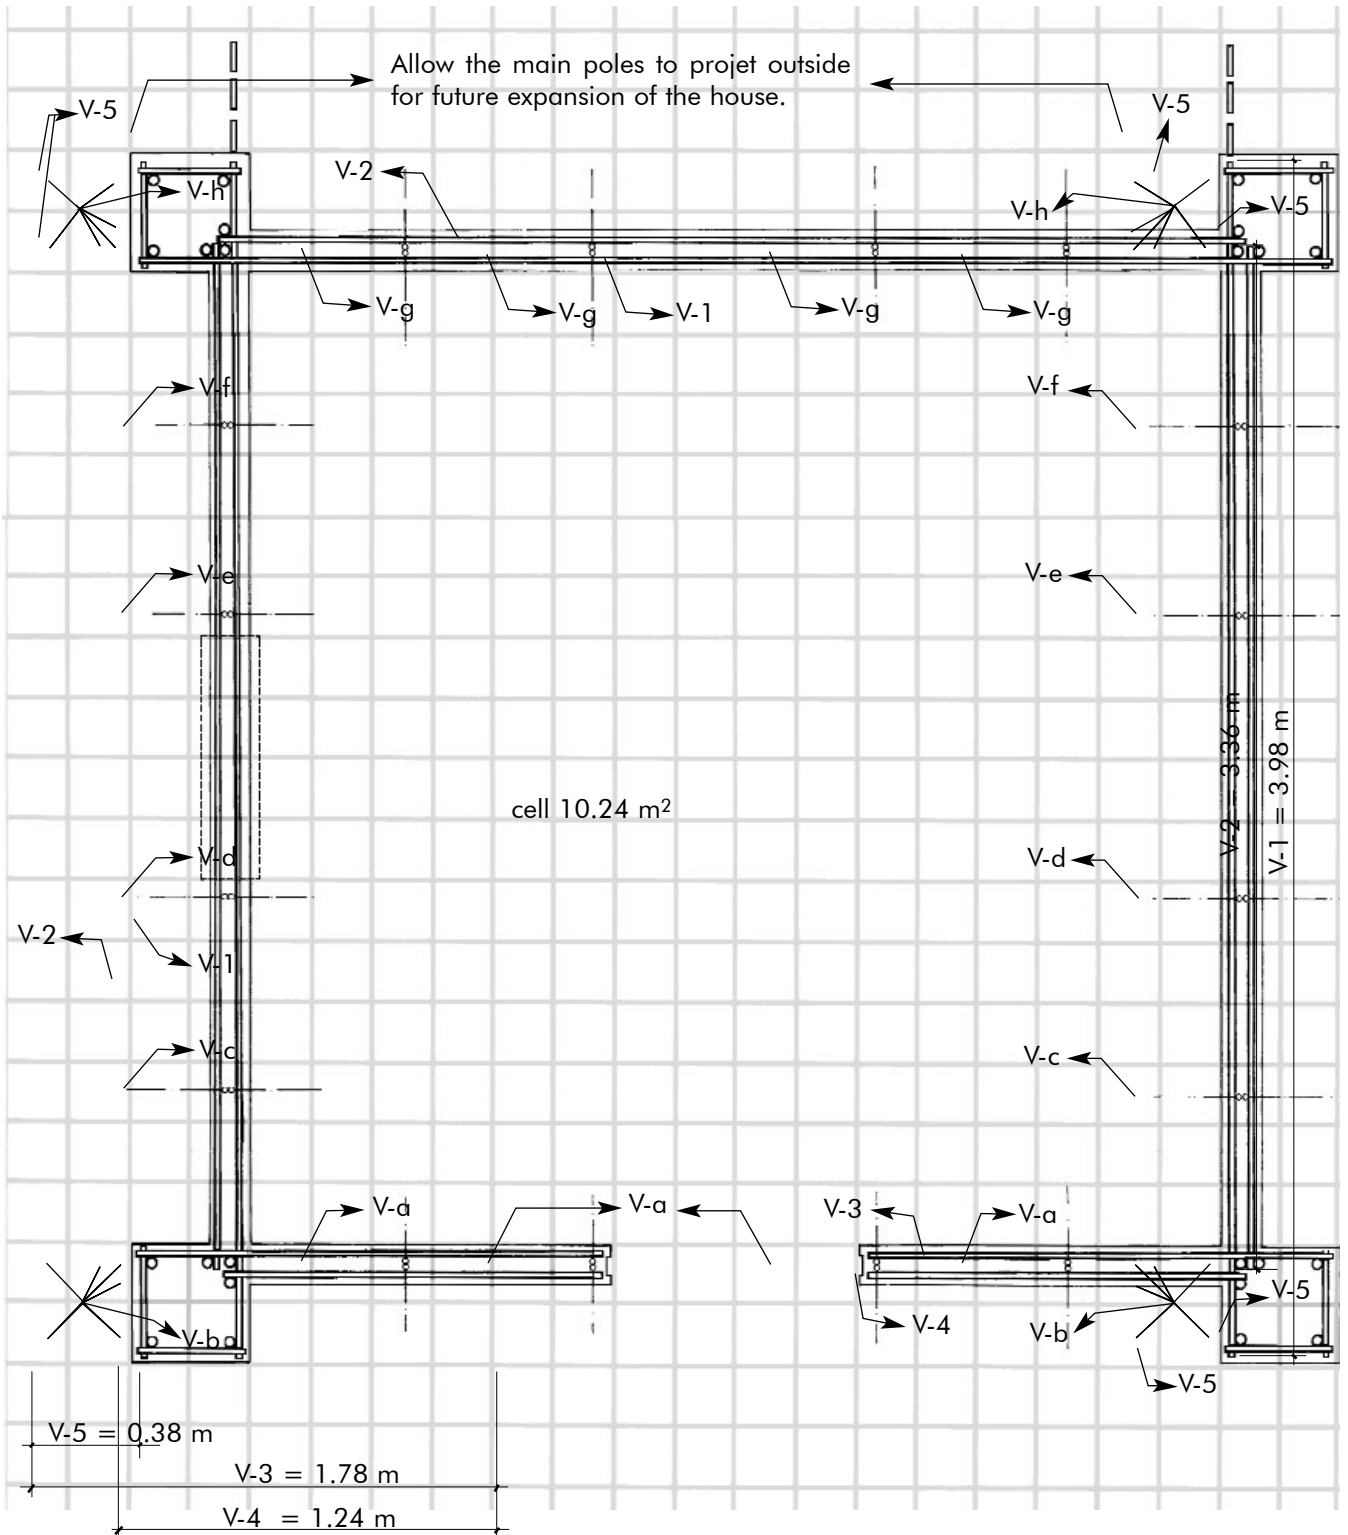 Allow the main poles to projet outside
for future expansion of the house.
V-5
V-5
V-2
V-h
V-h
V-5
V-g
V-g
V-1
V-g
V-g
V-f
V-f
V-e
V-e
V-2 = 3.36 m
V-1 = 3.98 m
cell 10.24 m²
V-d
V-d
V-2
V-1
V-c
V-c
V-a
V-a
V-3
V-a
V-5
V-4
V-b
V-b
V-5
V-5 = 0.38 m
V-3 = 1.78 m
V-4 = 1.24 m